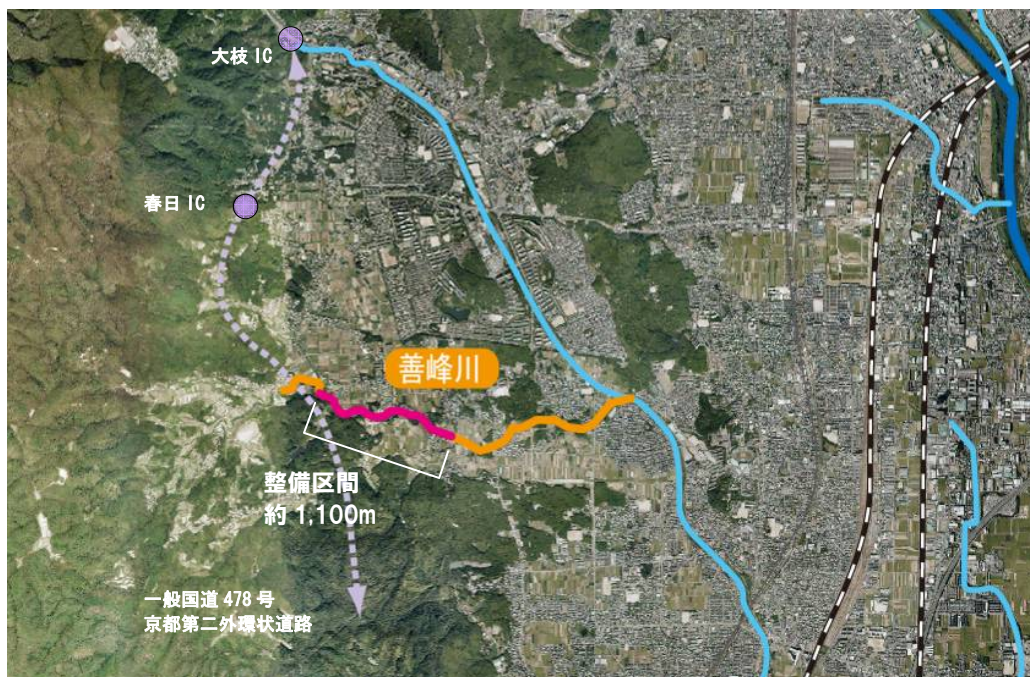 大枝 IC
春日 IC
善峰川
整備区間
約 1,100m
一般国道 478 号
京都第二外環状道路